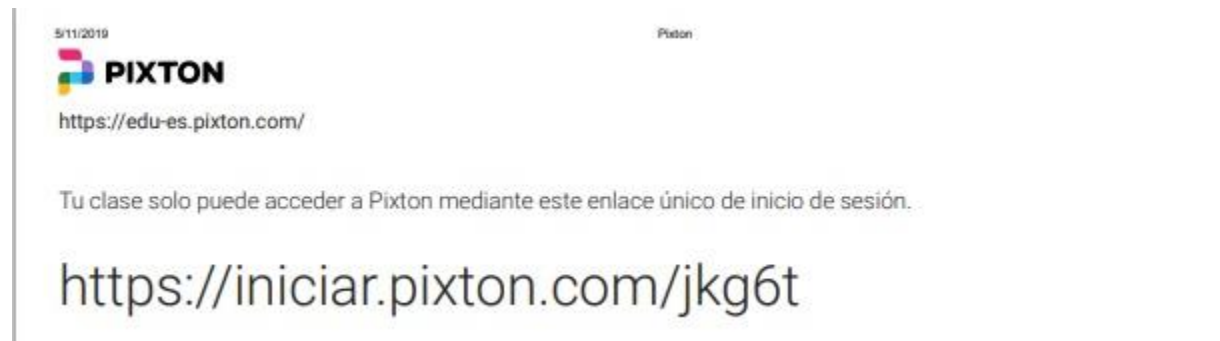 5/11/2019 Pixton
PIXTON
https://edu-es.pixton.com/
Tu clase solo puede acceder a Pixton mediante este enlace único de inicio de sesión.
https://iniciar.pixton.com/jkg6t